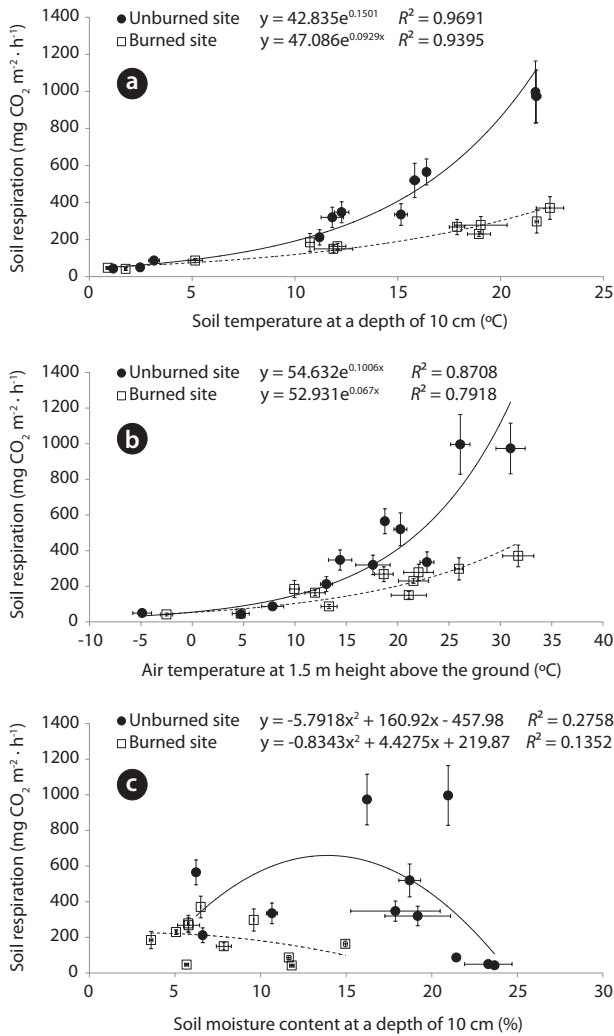 ● Unburned site y = 42.835e^0.1501 R² = 0.9691
□ Burned site y = 47.086e^0.0929x R² = 0.9395
a
1400
1200
1000
800
600
400
200
0
Soil respiration (mg CO₂ m⁻² · h⁻¹)
0 5 10 15 20 25
Soil temperature at a depth of 10 cm (ºC)
● Unburned site y = 54.632e^0.1006x R² = 0.8708
□ Burned site y = 52.931e^0.067x R² = 0.7918
b
1400
1200
1000
800
600
400
200
0
Soil respiration (mg CO₂ m⁻² · h⁻¹)
-10 -5 0 5 10 15 20 25 30 35 40
Air temperature at 1.5 m height above the ground (ºC)
● Unburned site y = -5.7918x² + 160.92x - 457.98 R² = 0.2758
□ Burned site y = -0.8343x² + 4.4275x + 219.87 R² = 0.1352
c
1400
1200
1000
800
600
400
200
0
Soil respiration (mg CO₂ m⁻² · h⁻¹)
0 5 10 15 20 25 30
Soil moisture content at a depth of 10 cm (%)